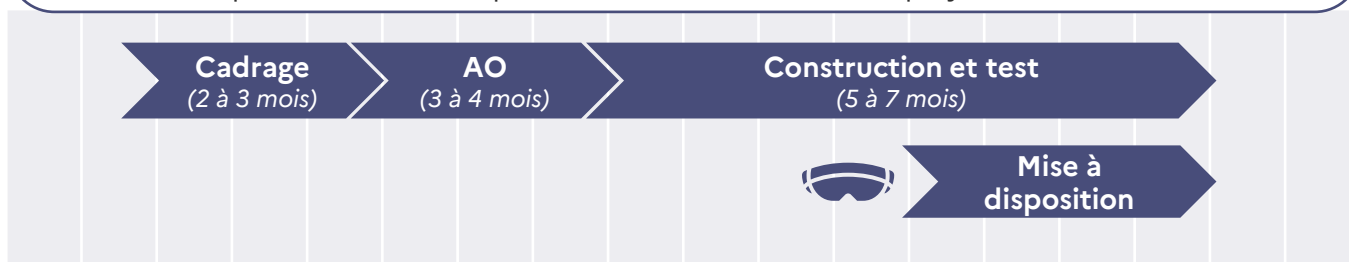 Cadrage
(2 à 3 mois)
AO
(3 à 4 mois)
Construction et test
(5 à 7 mois)
Mise à
disposition